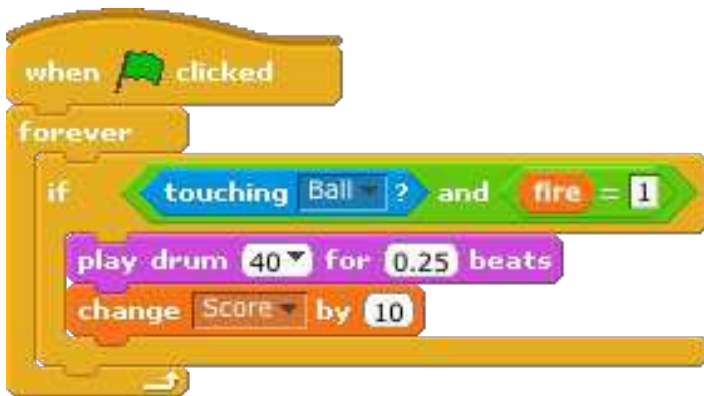 when clicked
forever
if touching Ball ? and fire = 1
play drum 40 for 0.25 beats
change Score by 10